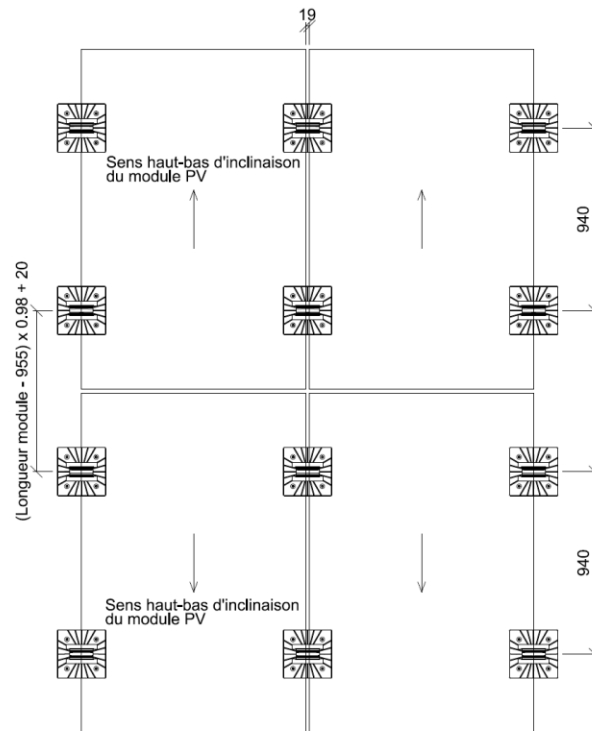 19
Sens haut-bas d'inclinaison
du module PV
940
(Longueur module - 955) x 0.98 + 20
940
Sens haut-bas d'inclinaison
du module PV